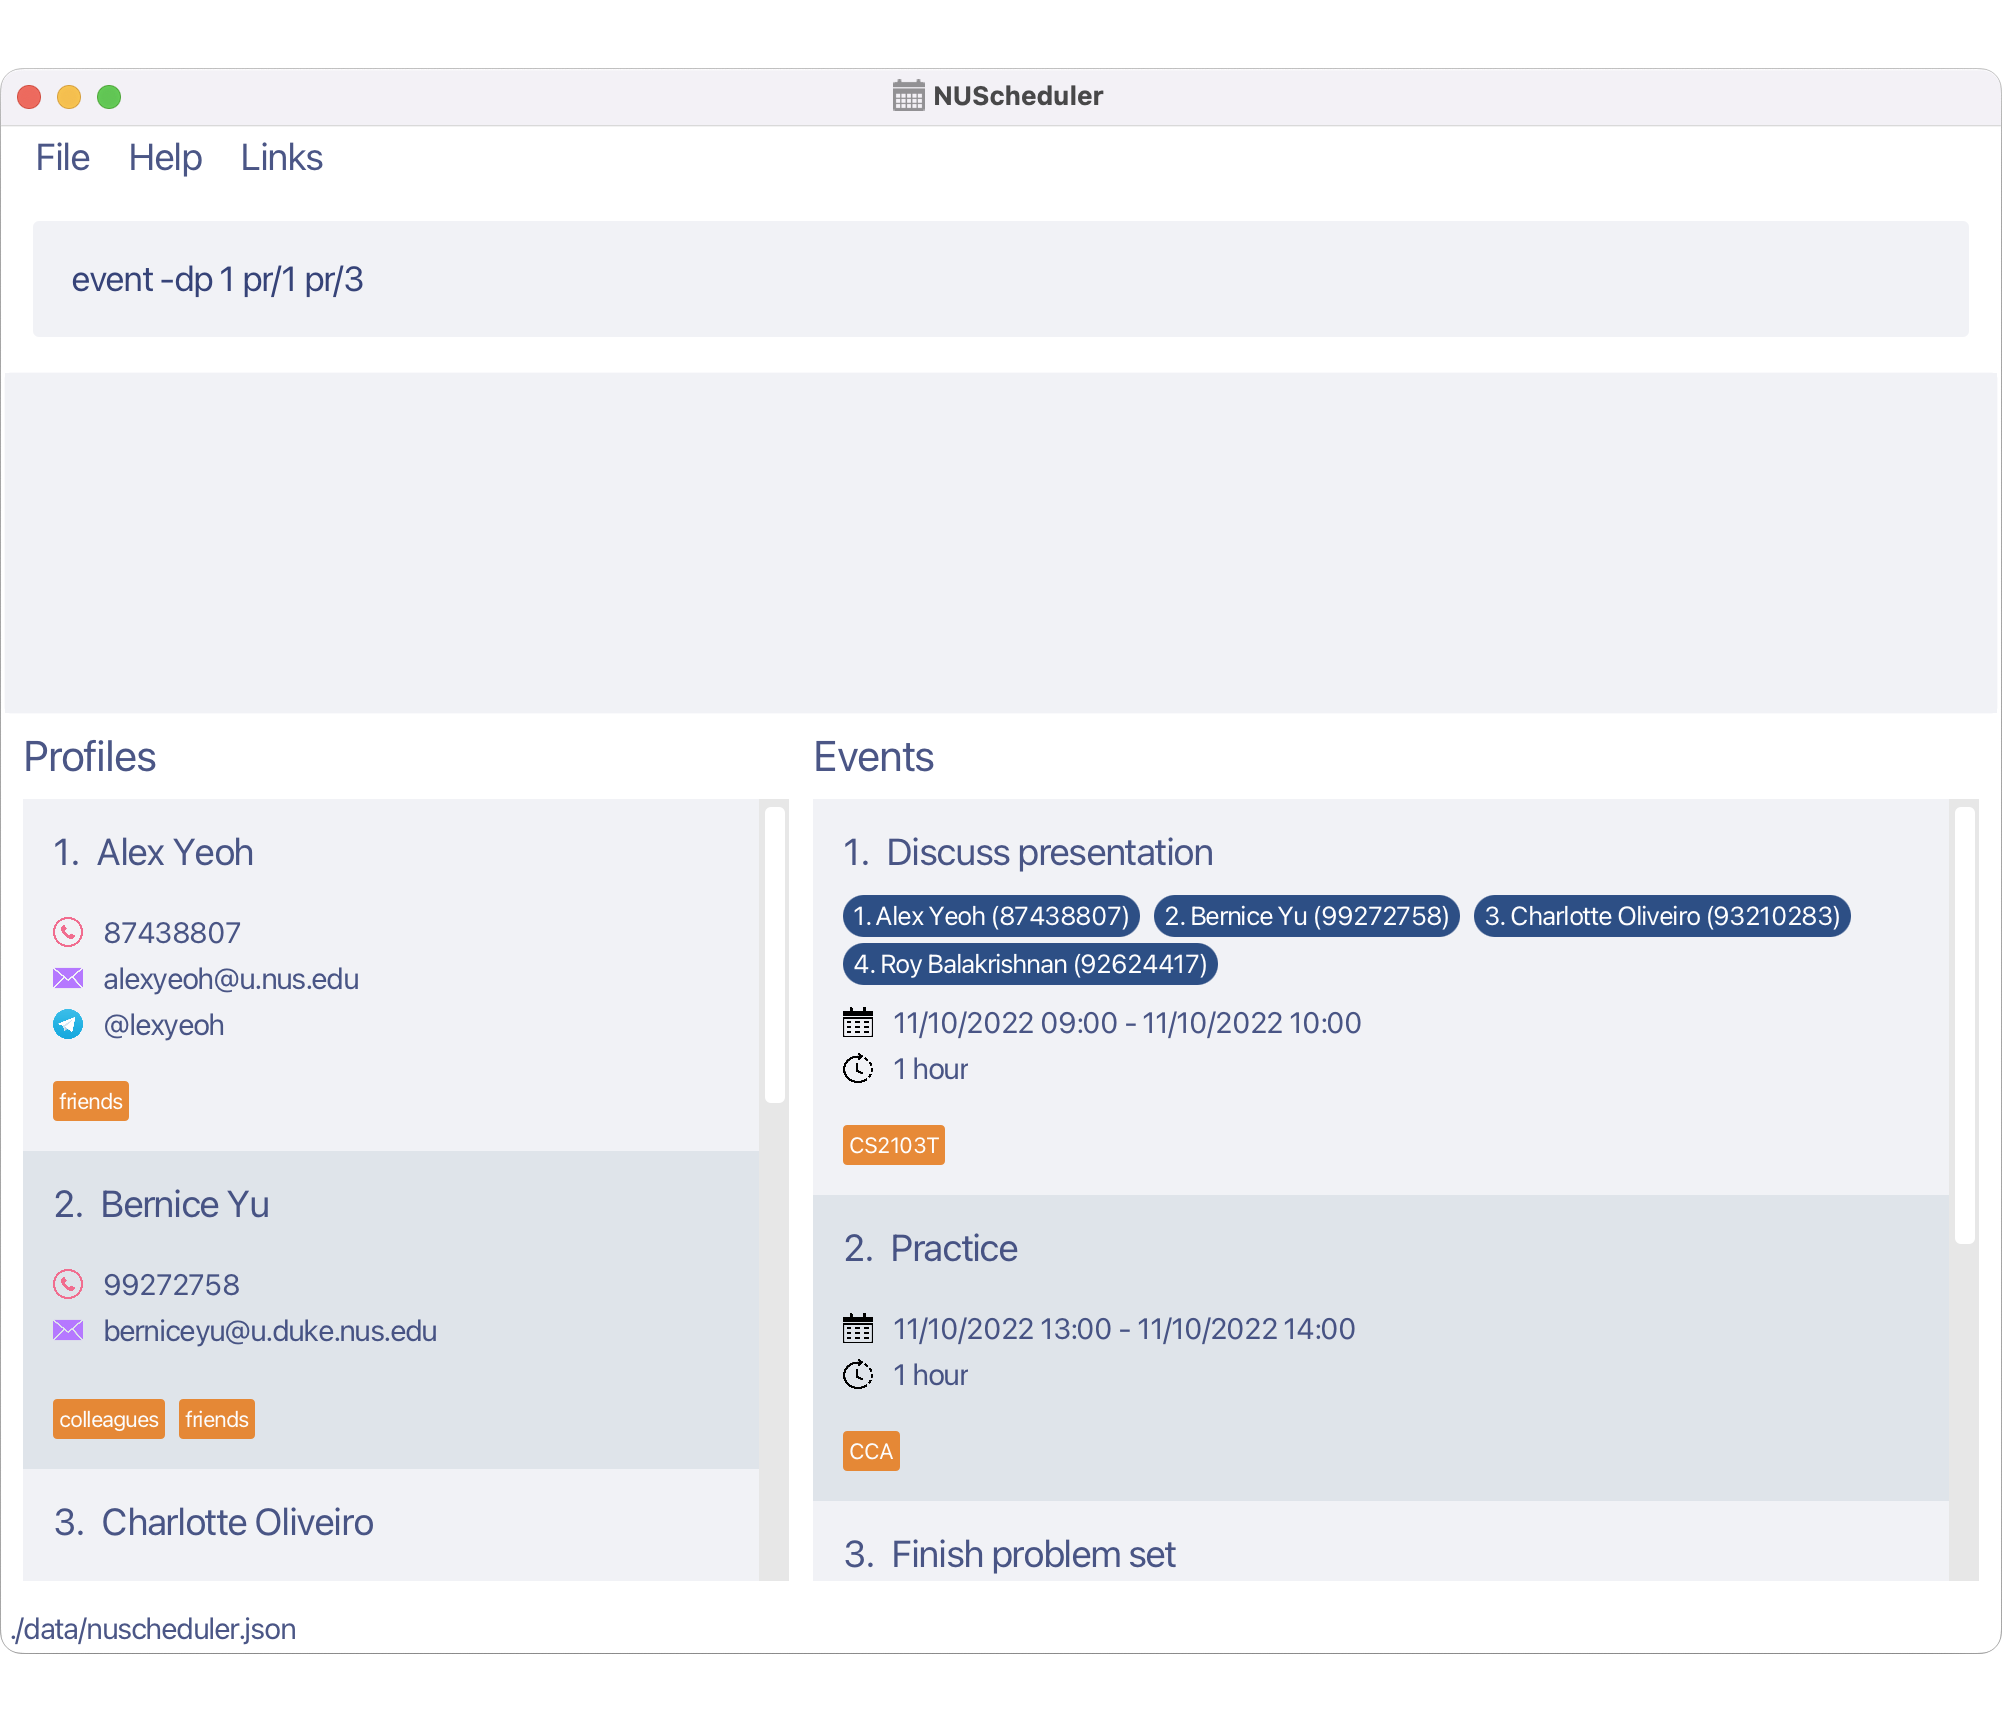 NUScheduler
File Help Links
event -dp 1 pr/1 pr/3
Profiles
1. Alex Yeoh
87438807
alexyeoh@u.nus.edu
@lexyeoh
friends
2. Bernice Yu
99272758
berniceyu@u.duke.nus.edu
colleagues friends
3. Charlotte Oliveiro
Events
1. Discuss presentation
1. Alex Yeoh (87438807) 2. Bernice Yu (99272758) 3. Charlotte Oliveiro (93210283)
4. Roy Balakrishnan (92624417)
11/10/2022 09:00 - 11/10/2022 10:00
1 hour
CS2103T
2. Practice
11/10/2022 13:00 - 11/10/2022 14:00
1 hour
CCA
3. Finish problem set
./data/nuscheduler.json